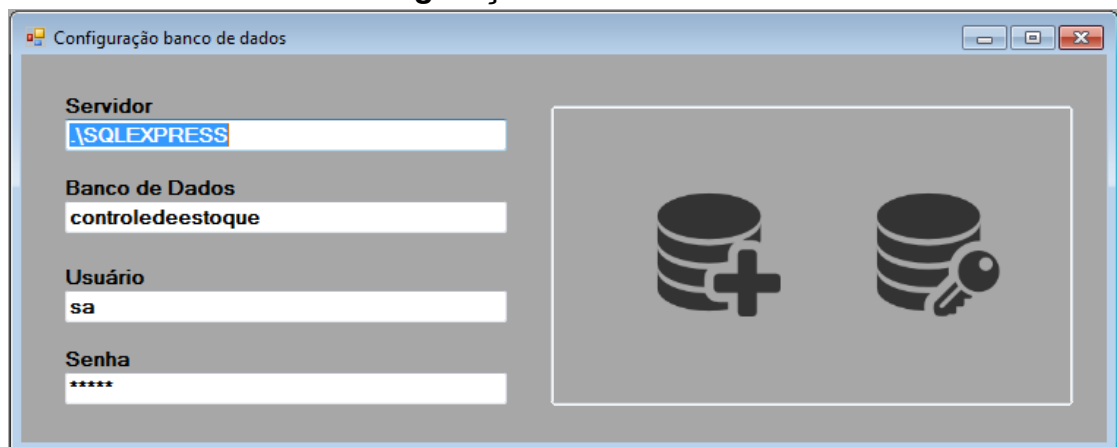 Configuração banco de dados
Servidor
.\SQLEXPRESS
Banco de Dados
controledeestoque
Usuário
sa
Senha
*****